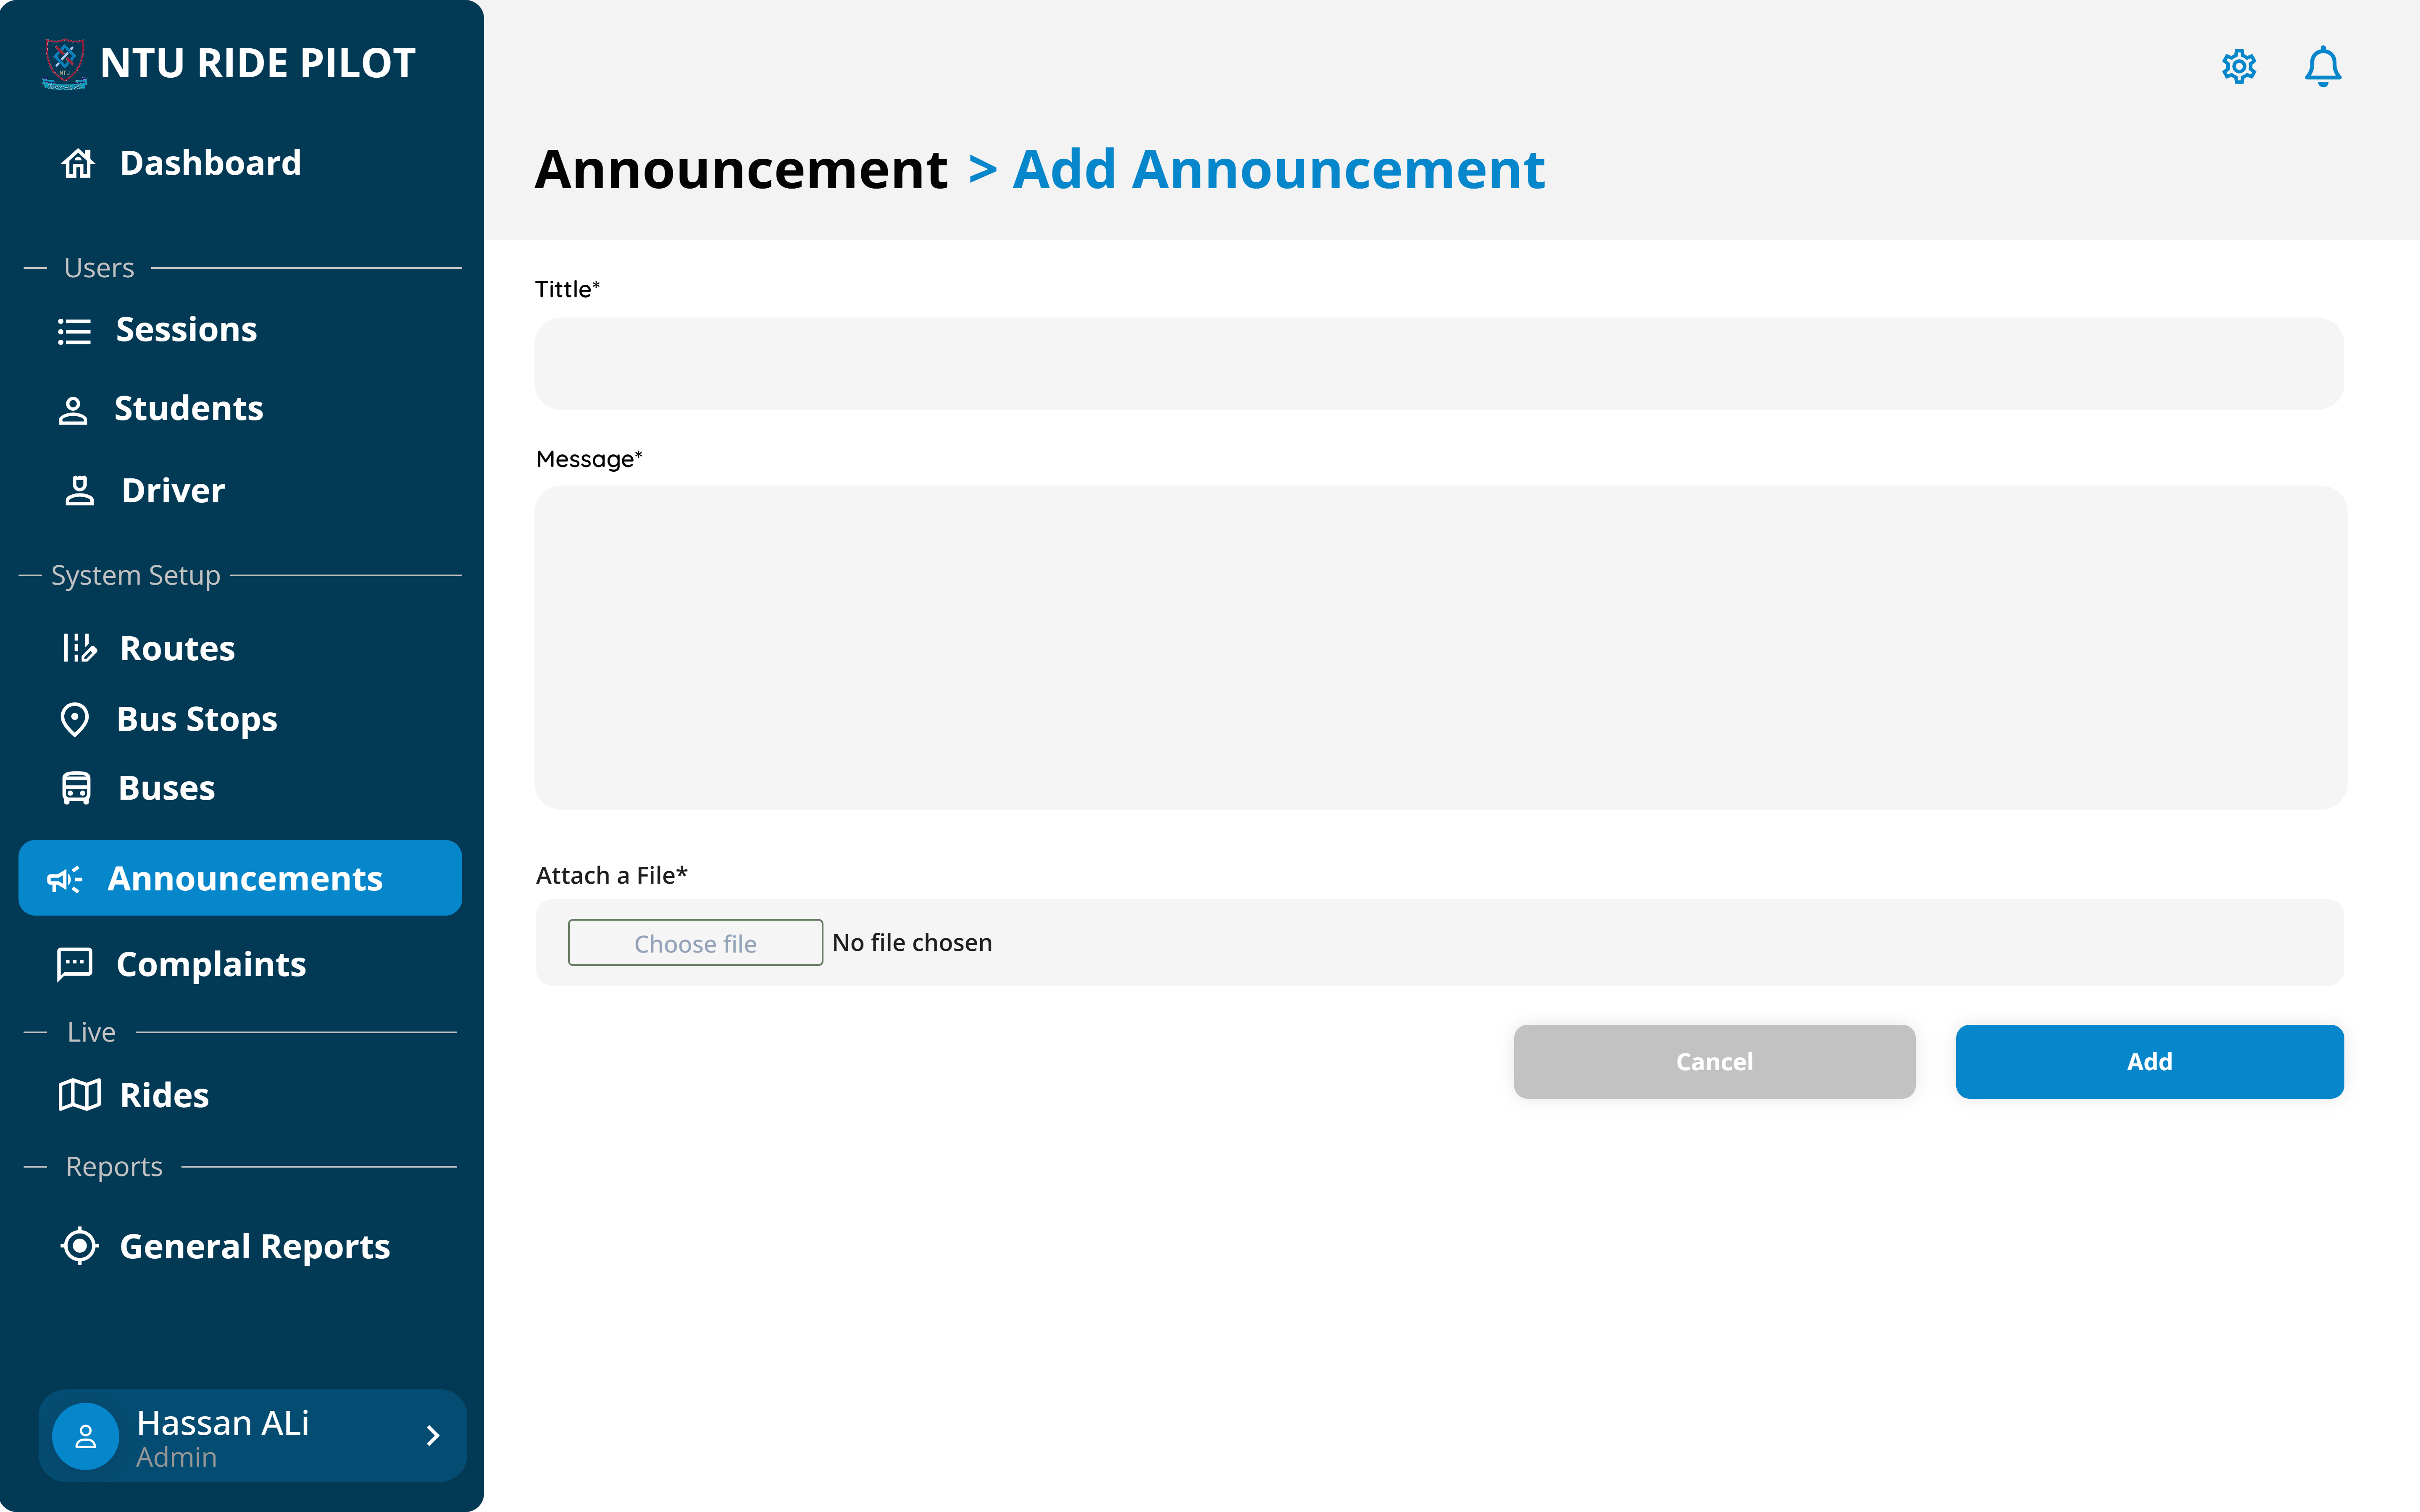 NTU RIDE PILOT
Dashboard
Users
Sessions
Students
Driver
System Setup
Routes
Bus Stops
Buses
Announcements
Complaints
Live
Rides
Reports
General Reports
Hassan ALi
Admin
Announcement > Add Announcement
Tittle*
Message*
Attach a File*
Choose file No file chosen
Cancel Add